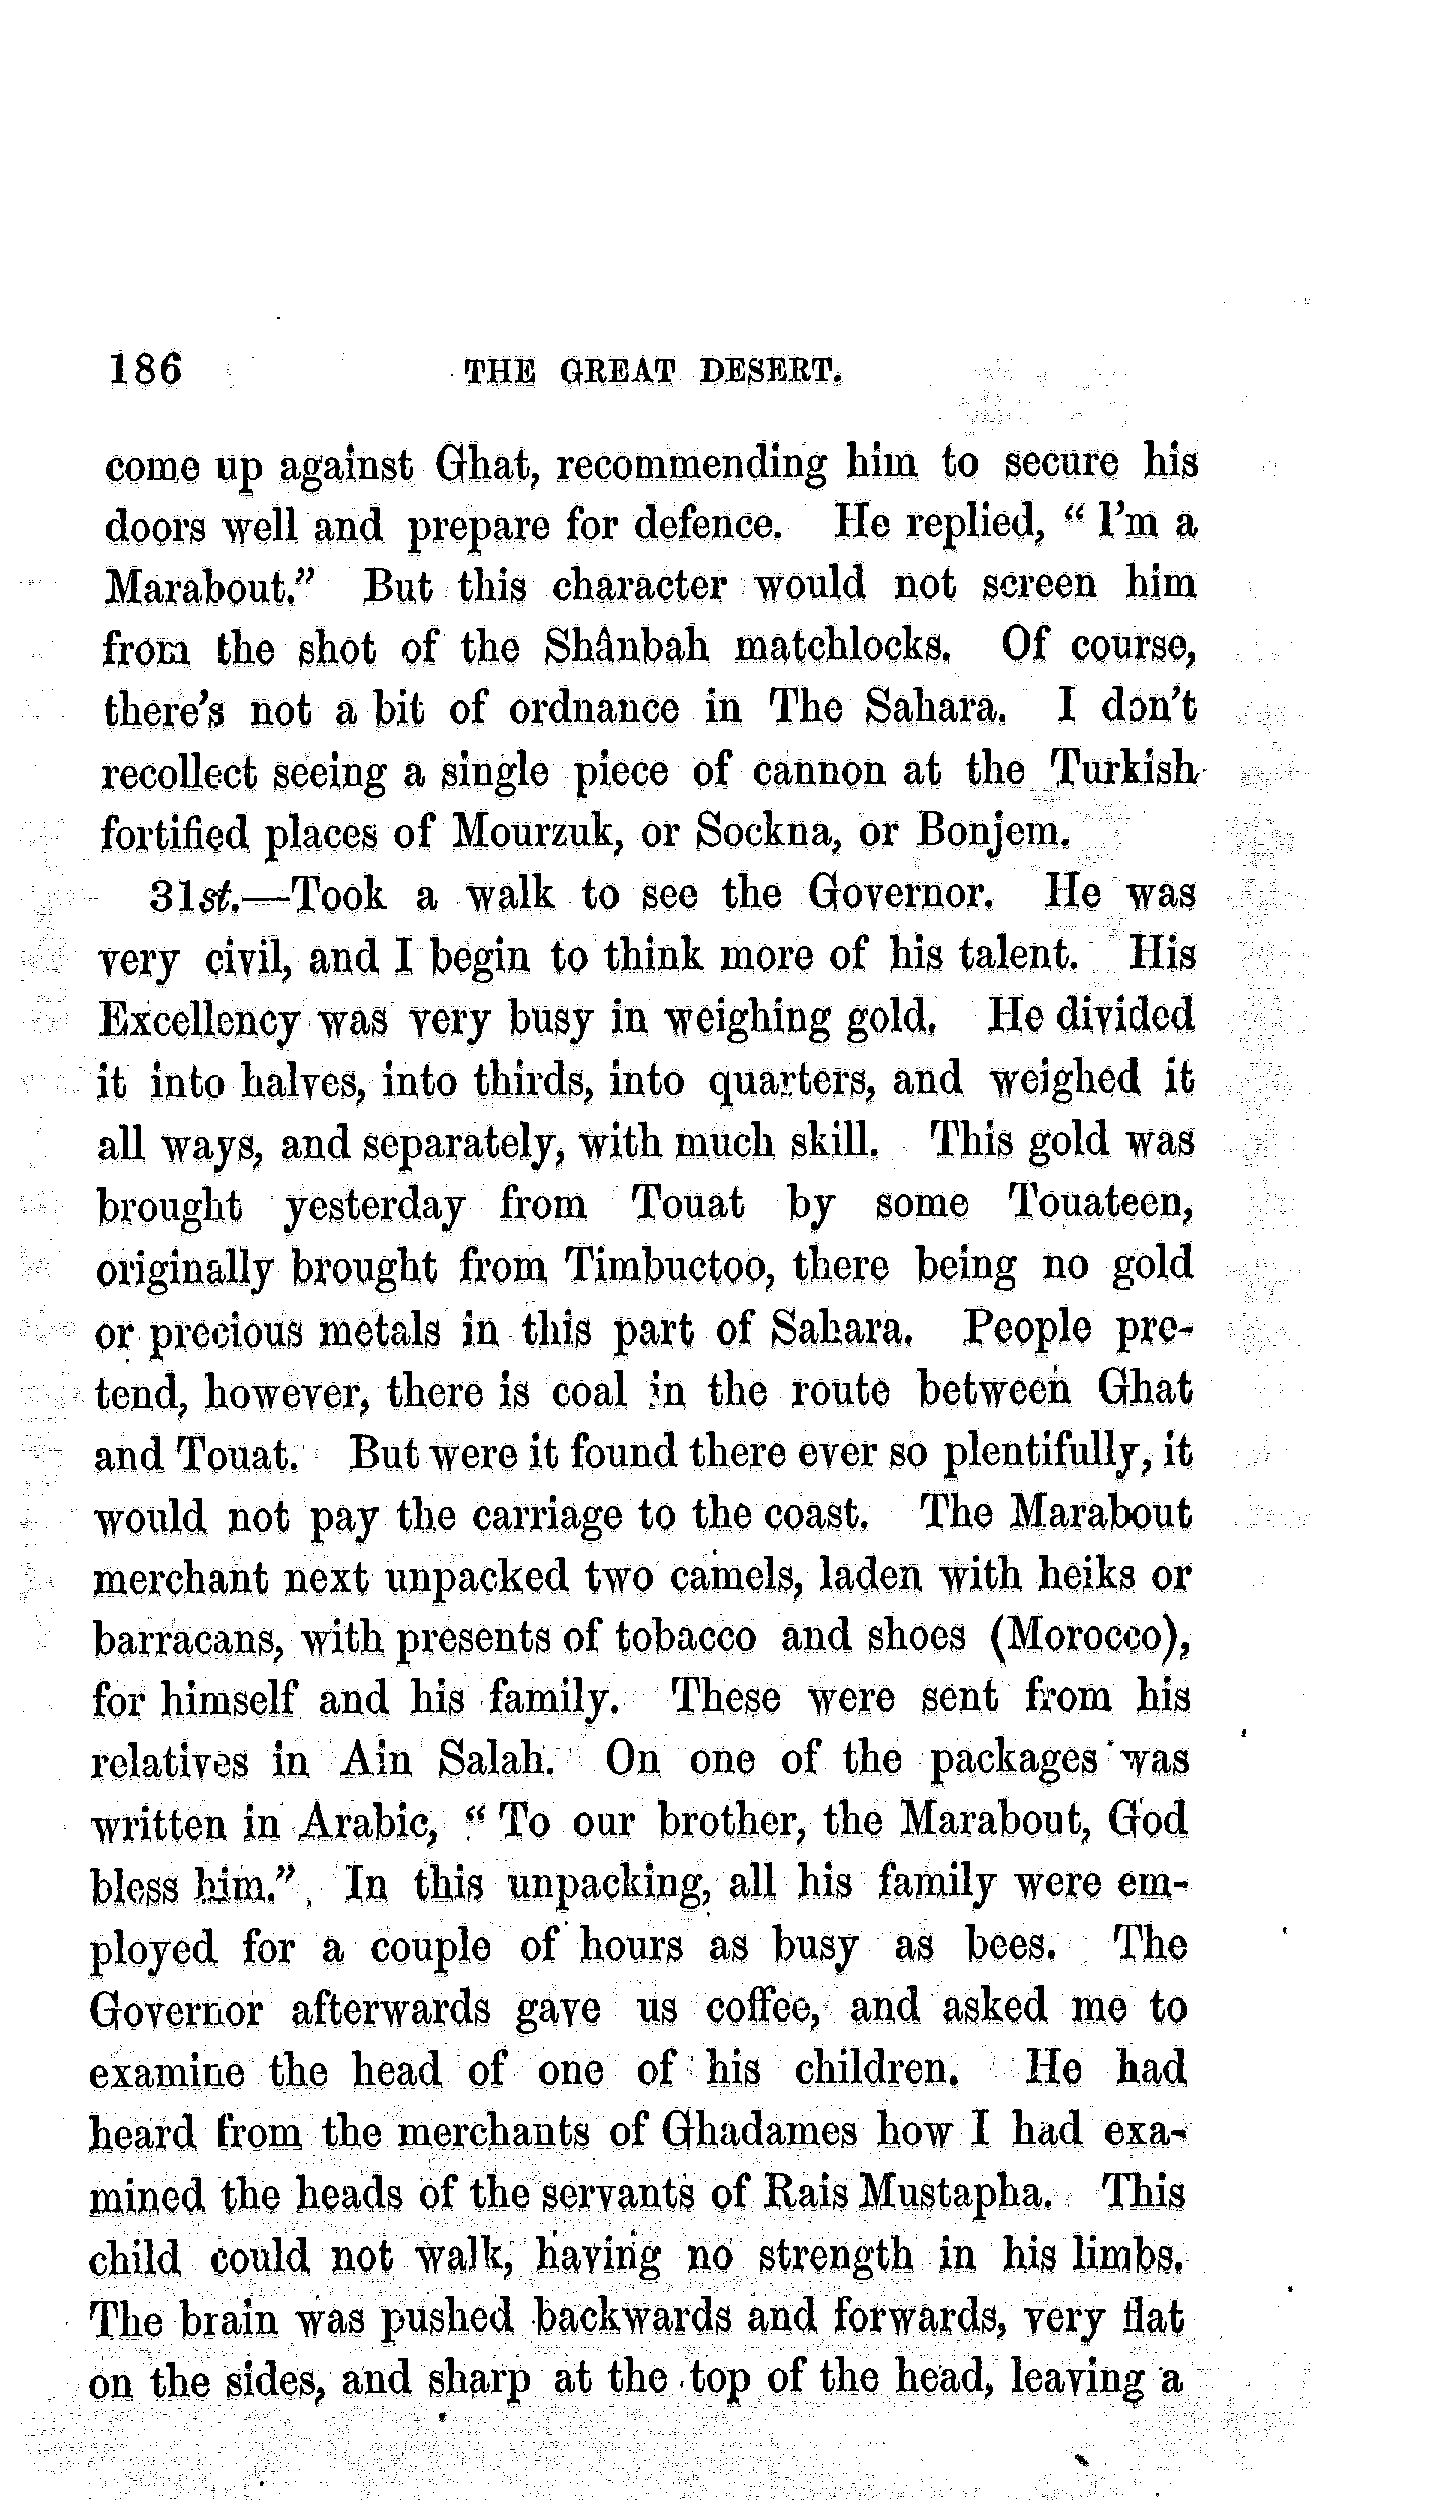 186 THE GREAT DESERT.
come up against Ghat, recommending him to secure his
doors well and prepare for defence. He replied, “ I'm a
Marabout.” But this character would not screen him
from the shot of the Shânbah matchlocks. Of course,
there's not a bit of ordnance in The Sahara. I don't
recollect seeing a single piece of cannon at the Turkish
fortified places of Mourzuk, or Sockna, or Bonjem.
31st.—Took a walk to see the Governor. He was
very civil, and I begin to think more of his talent. His
Excellency was very busy in weighing gold. He divided
it into halves, into thirds, into quarters, and weighed it
all ways, and separately, with much skill. This gold was
brought yesterday from Touat by some Touateen,
originally brought from Timbuctoo, there being no gold
or precious metals in this part of Sahara. People pre-
tend, however, there is coal in the route between Ghat
and Touat. But were it found there ever so plentifully, it
would not pay the carriage to the coast. The Marabout
merchant next unpacked two camels, laden with heiks or
barracans, with presents of tobacco and shoes (Morocco),
for himself and his family. These were sent from his
relatives in Ain Salah. On one of the packages was
written in Arabic, “ To our brother, the Marabout, God
bless him.” In this unpacking, all his family were em-
ployed for a couple of hours as busy as bees. The
Governor afterwards gave us coffee, and asked me to
examine the head of one of his children. He had
heard from the merchants of Ghadames how I had exa-
mined the heads of the servants of Rais Mustapha. This
child could not walk, having no strength in his limbs.
The brain was pushed backwards and forwards, very flat
on the sides, and sharp at the top of the head, leaving a